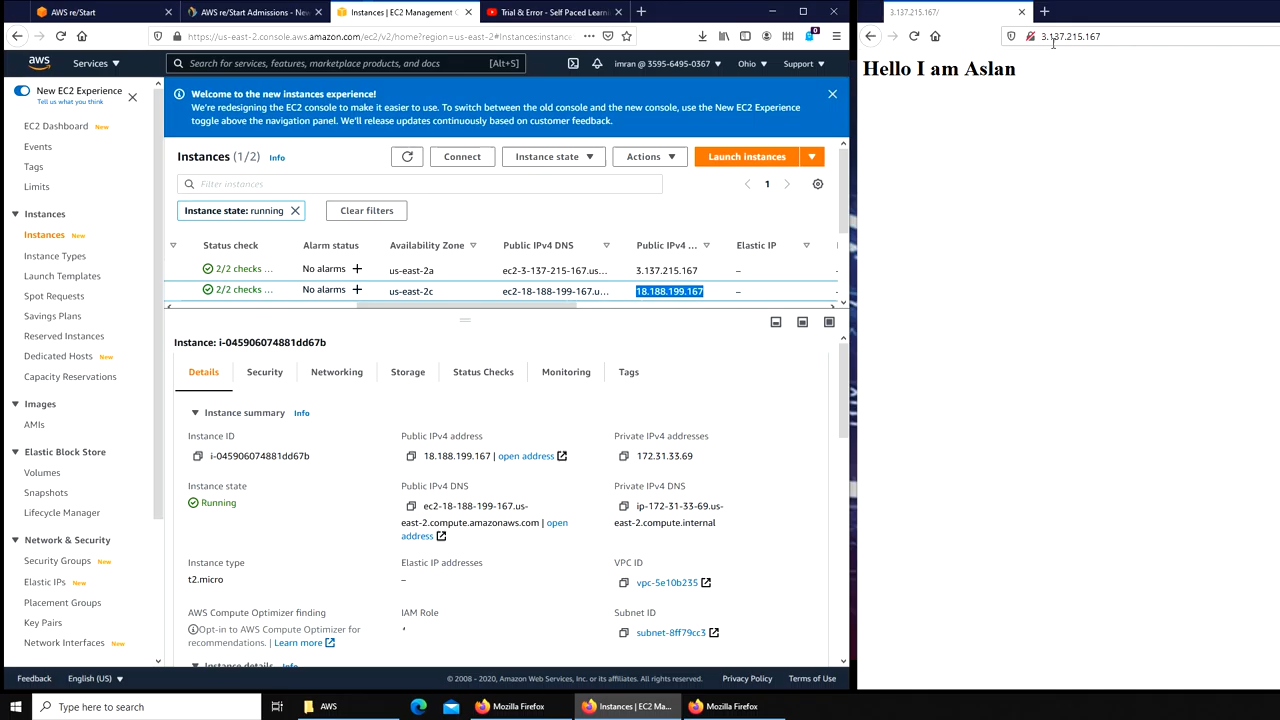 AWS re/Start
AWS re/Start Admissions - New
Instances | EC2 Management C
Trial & Error - Self Paced Learni
3.137.215.167/
https://us-east-2.console.aws.amazon.com/ec2/v2/home?region=us-east-2#Instances:instance
3.137.215.167
aws
Services
Search for services, features, marketplace products, and docs
[Alt+S]
imran @ 3595-6495-0367
Ohio
Support
Hello I am Aslan
New EC2 Experience
Tell us what you think
EC2 Dashboard New
Events
Tags
Limits
Instances
Instances New
Instance Types
Launch Templates
Spot Requests
Savings Plans
Reserved Instances
Dedicated Hosts New
Capacity Reservations
Images
AMIs
Elastic Block Store
Volumes
Snapshots
Lifecycle Manager
Network & Security
Security Groups New
Elastic IPs New
Placement Groups
Key Pairs
Network Interfaces New
Welcome to the new instances experience!
We're redesigning the EC2 console to make it easier to use. To switch between the old console and the new console, use the New EC2 Experience
toggle above the navigation panel. We'll release updates continuously based on customer feedback.
Instances (1/2) Info
Connect
Instance state
Actions
Launch instances
Filter instances
1
Instance state: running
Clear filters
Status check
Alarm status
Availability Zone
Public IPv4 DNS
Public IPv4 ...
Elastic IP
2/2 checks ...
No alarms
us-east-2a
ec2-3-137-215-167.us...
3.137.215.167
–
2/2 checks ...
No alarms
us-east-2c
ec2-18-188-199-167.u...
18.188.199.167
–
Instance: i-045906074881dd67b
Details
Security
Networking
Storage
Status Checks
Monitoring
Tags
Instance summary Info
Instance ID
i-045906074881dd67b
Public IPv4 address
18.188.199.167 | open address
Private IPv4 addresses
172.31.33.69
Instance state
Running
Public IPv4 DNS
ec2-18-188-199-167.us-
east-2.compute.amazonaws.com | open
address
Private IPv4 DNS
ip-172-31-33-69.us-
east-2.compute.internal
Instance type
t2.micro
Elastic IP addresses
–
VPC ID
vpc-5e10b235
AWS Compute Optimizer finding
Opt-in to AWS Compute Optimizer for
recommendations. | Learn more
IAM Role
Subnet ID
subnet-8ff79cc3
Instance details Info
Feedback
English (US)
© 2008 - 2020, Amazon Web Services, Inc. or its affiliates. All rights reserved.
Privacy Policy
Terms of Use
Type here to search
AWS
Mozilla Firefox
Instances | EC2 Ma...
Mozilla Firefox